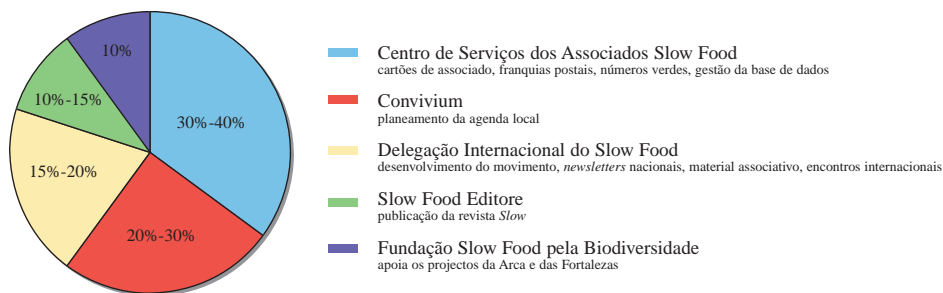 10%
10%-15%
30%-40%
15%-20%
20%-30%
Centro de Serviços dos Associados Slow Food
cartões de associado, franquias postais, números verdes, gestão da base de dados
Convivium
planeamento da agenda local
Delegação Internacional do Slow Food
desenvolvimento do movimento, newsletters nacionais, material associativo, encontros internacionais
Slow Food Editore
publicação da revista Slow
Fundação Slow Food pela Biodiversidade
apoia os projectos da Arca e das Fortalezas